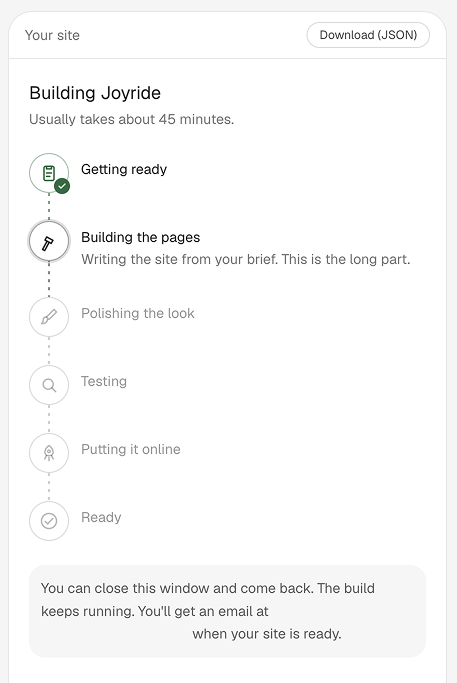 Your site
Download (JSON)
Building Joyride
Usually takes about 45 minutes.
Getting ready
Building the pages
Writing the site from your brief. This is the long part.
Polishing the look
Testing
Putting it online
Ready
You can close this window and come back. The build
keeps running. You'll get an email at
when your site is ready.